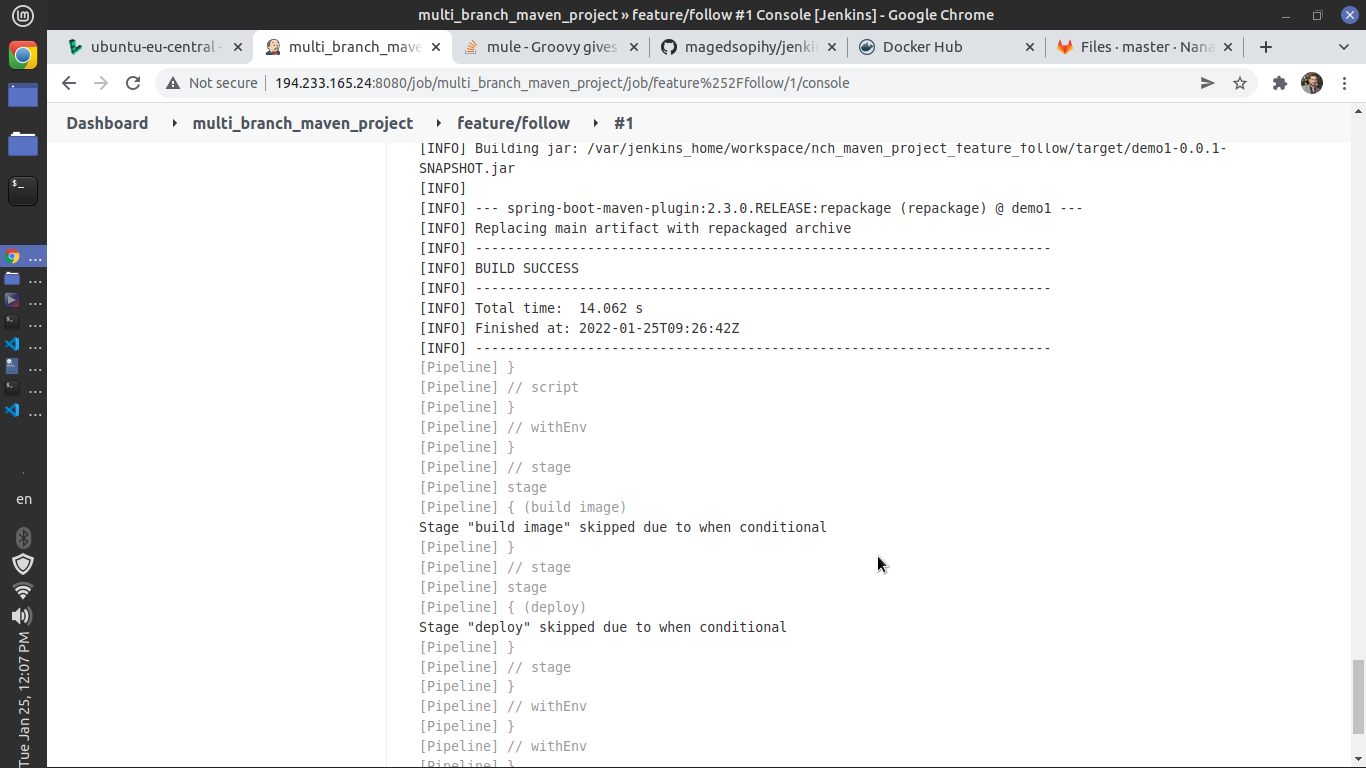 multi_branch_maven_project » feature/follow #1 Console [Jenkins] - Google Chrome
ubuntu-eu-central -
multi_branch_mave
mule - Groovy gives
magedsopihy/jenki
Docker Hub
Files · master · Nana
Not secure
194.233.165.24:8080/job/multi_branch_maven_project/job/feature%252Ffollow/1/console
Dashboard
multi_branch_maven_project
feature/follow
#1
[INFO] Building jar: /var/jenkins_home/workspace/nch_maven_project_feature_follow/target/demo1-0.0.1-
SNAPSHOT.jar
[INFO]
[INFO] --- spring-boot-maven-plugin:2.3.0.RELEASE:repackage (repackage) @ demo1 ---
[INFO] Replacing main artifact with repackaged archive
[INFO] ------------------------------------------------------------------------
[INFO] BUILD SUCCESS
[INFO] ------------------------------------------------------------------------
[INFO] Total time:  14.062 s
[INFO] Finished at: 2022-01-25T09:26:42Z
[INFO] ------------------------------------------------------------------------
[Pipeline] }
[Pipeline] // script
[Pipeline] }
[Pipeline] // withEnv
[Pipeline] }
[Pipeline] // stage
[Pipeline] stage
[Pipeline] { (build image)
Stage "build image" skipped due to when conditional
[Pipeline] }
[Pipeline] // stage
[Pipeline] stage
[Pipeline] { (deploy)
Stage "deploy" skipped due to when conditional
[Pipeline] }
[Pipeline] // stage
[Pipeline] }
[Pipeline] // withEnv
[Pipeline] }
[Pipeline] // withEnv
[Pipeline] }
...
...
...
...
...
...
...
...
en
Tue Jan 25, 12:07 PM